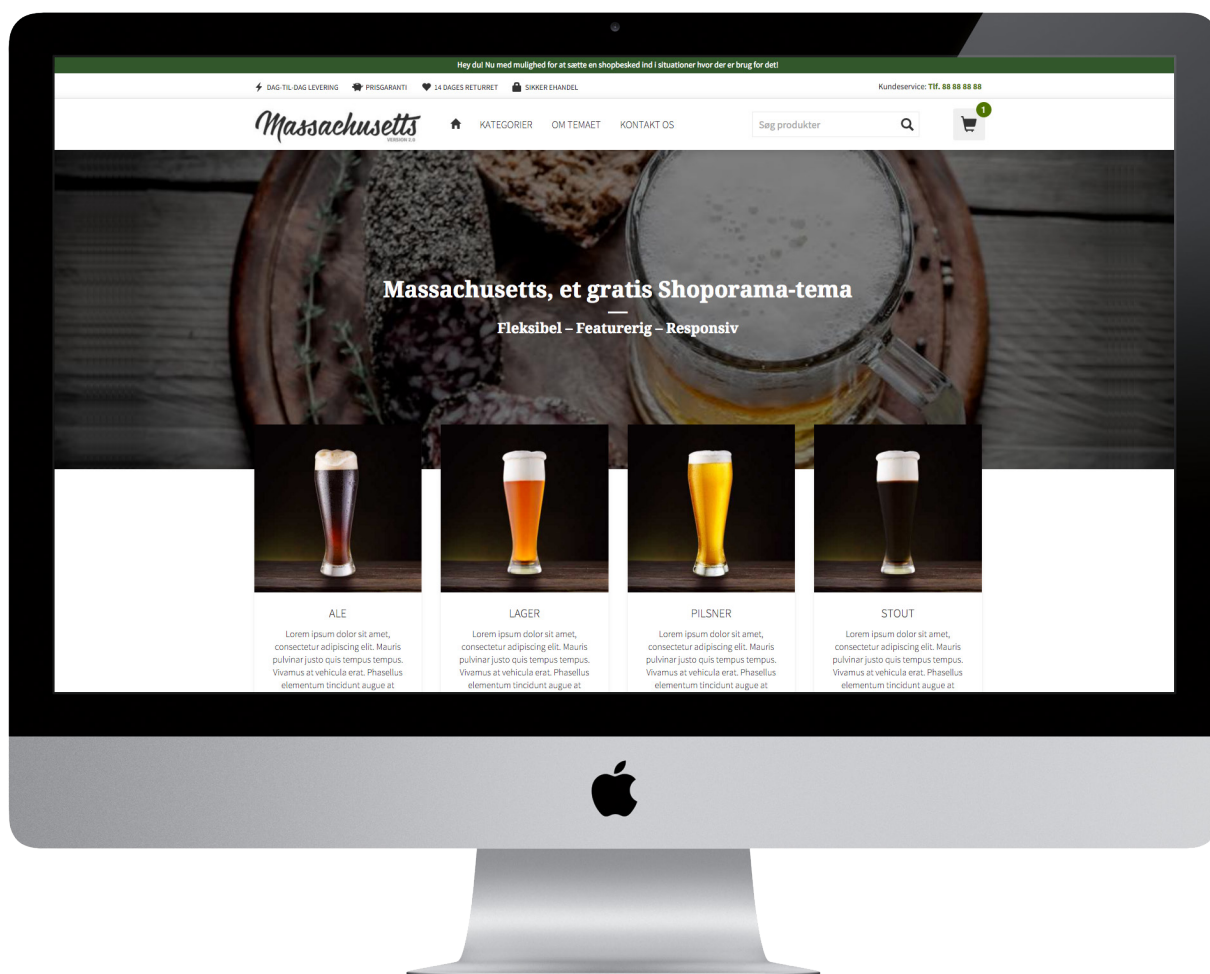 Hey du! Nu med mulighed for at sætte en shopbesked ind i situationer hvor der er brug for det!
DAG-TIL-DAG LEVERING PRISGARANTI 14 DAGES RETURRET SIKKER EHANDEL Kundeservice: Tlf. 88 88 88 88
Massachusetts KATEGORIER OM TEMAET KONTAKT OS Søg produkter 1
VERSION 2.0
Massachusetts, et gratis Shoporama-tema
Fleksibel – Featurerig – Responsiv
ALE
Lorem ipsum dolor sit amet,
consectetur adipiscing elit. Mauris
pulvinar justo quis tempus tempus.
Vivamus at vehicula erat. Phasellus
elementum tincidunt augue at
LAGER
Lorem ipsum dolor sit amet,
consectetur adipiscing elit. Mauris
pulvinar justo quis tempus tempus.
Vivamus at vehicula erat. Phasellus
elementum tincidunt augue at
PILSNER
Lorem ipsum dolor sit amet,
consectetur adipiscing elit. Mauris
pulvinar justo quis tempus tempus.
Vivamus at vehicula erat. Phasellus
elementum tincidunt augue at
STOUT
Lorem ipsum dolor sit amet,
consectetur adipiscing elit. Mauris
pulvinar justo quis tempus tempus.
Vivamus at vehicula erat. Phasellus
elementum tincidunt augue at